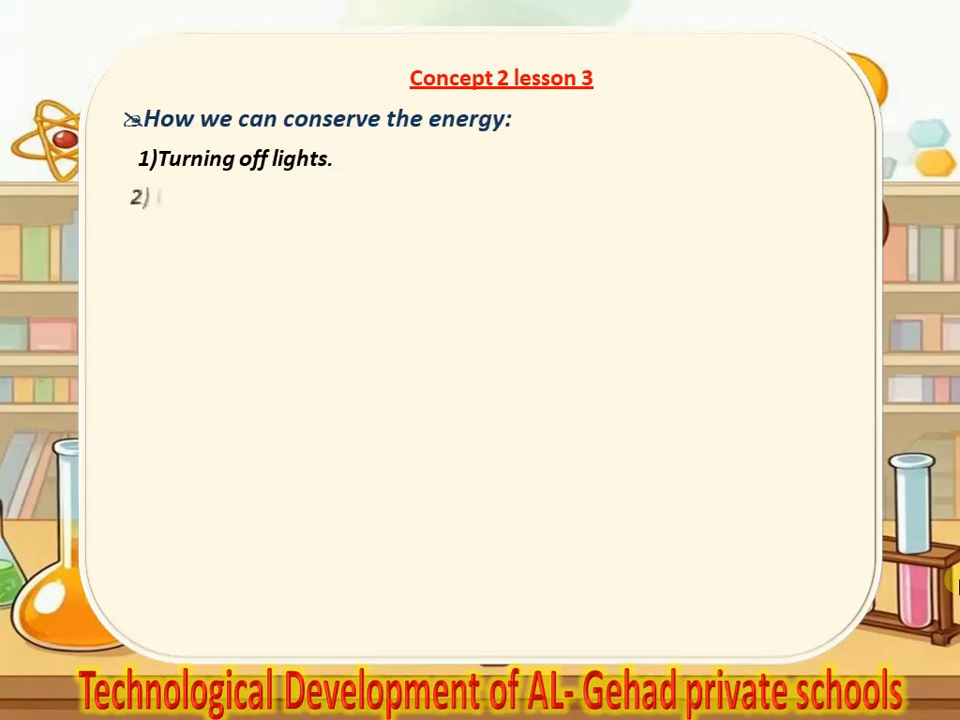 Concept 2 lesson 3
How we can conserve the energy:
1)Turning off lights.
2)
Technological Development of AL- Gehad private schools